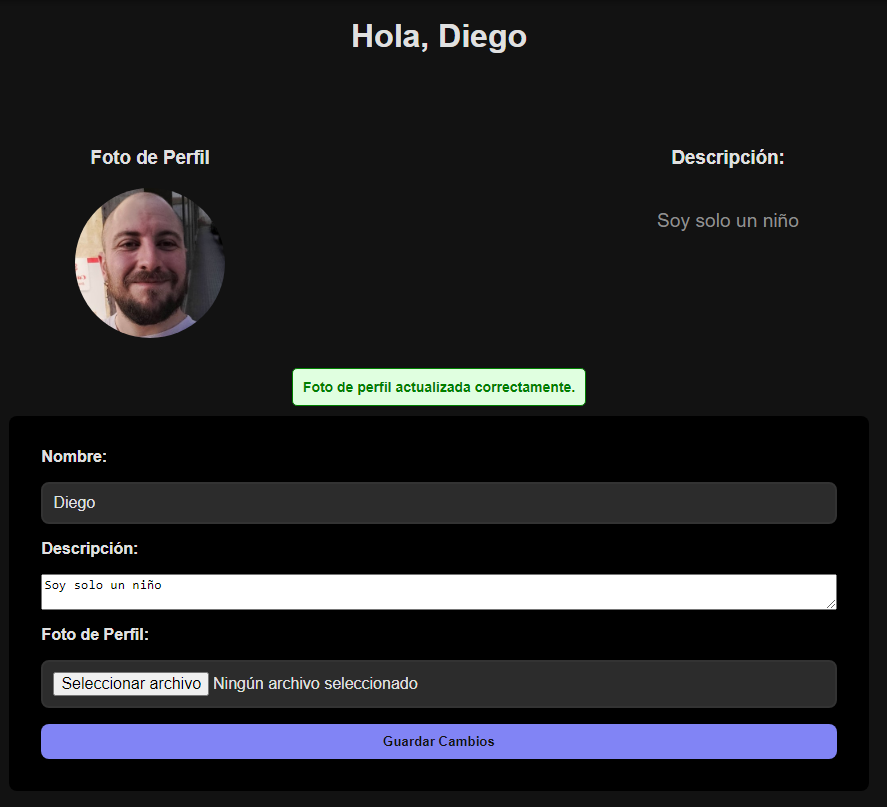 Hola, Diego
Foto de Perfil
Descripción:
Soy solo un niño
Foto de perfil actualizada correctamente.
Nombre:
Diego
Descripción:
Soy solo un niño
Foto de Perfil:
Seleccionar archivo Ningún archivo seleccionado
Guardar Cambios